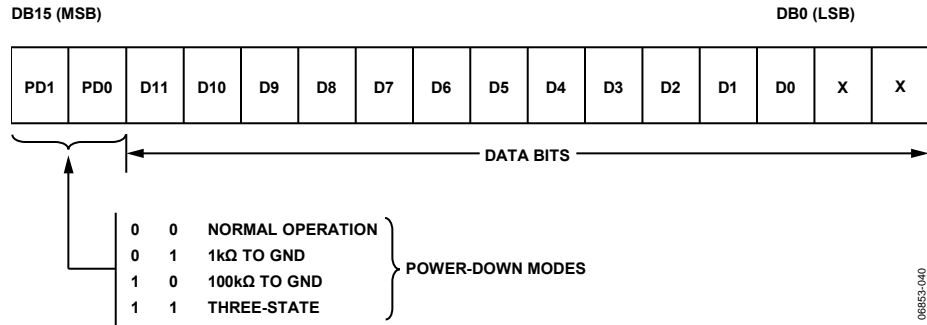 DB15 (MSB) DB0 (LSB)
PD1 PD0 D11 D10 D9 D8 D7 D6 D5 D4 D3 D2 D1 D0 X X
DATA BITS
0 0 NORMAL OPERATION
0 1 1kΩ TO GND
1 0 100kΩ TO GND
1 1 THREE-STATE
POWER-DOWN MODES
06853-040